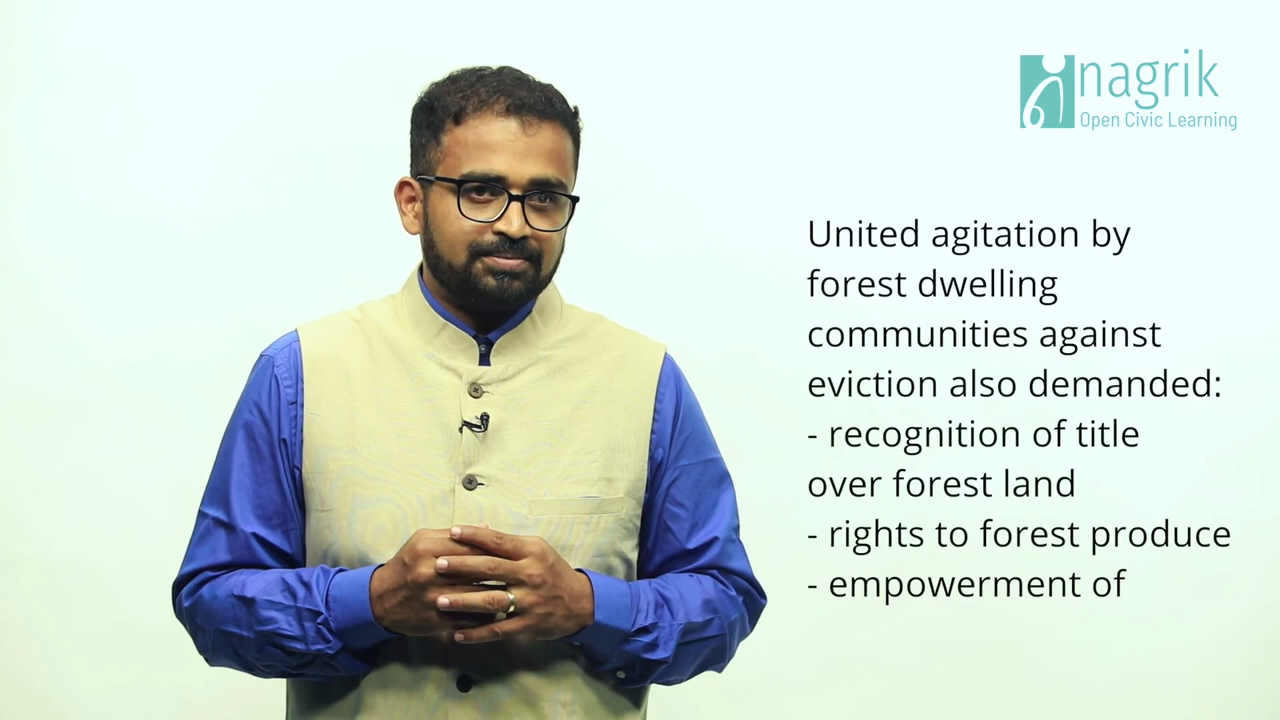 nagrik
Open Civic Learning
United agitation by
forest dwelling
communities against
eviction also demanded:
- recognition of title
over forest land
- rights to forest produce
- empowerment of